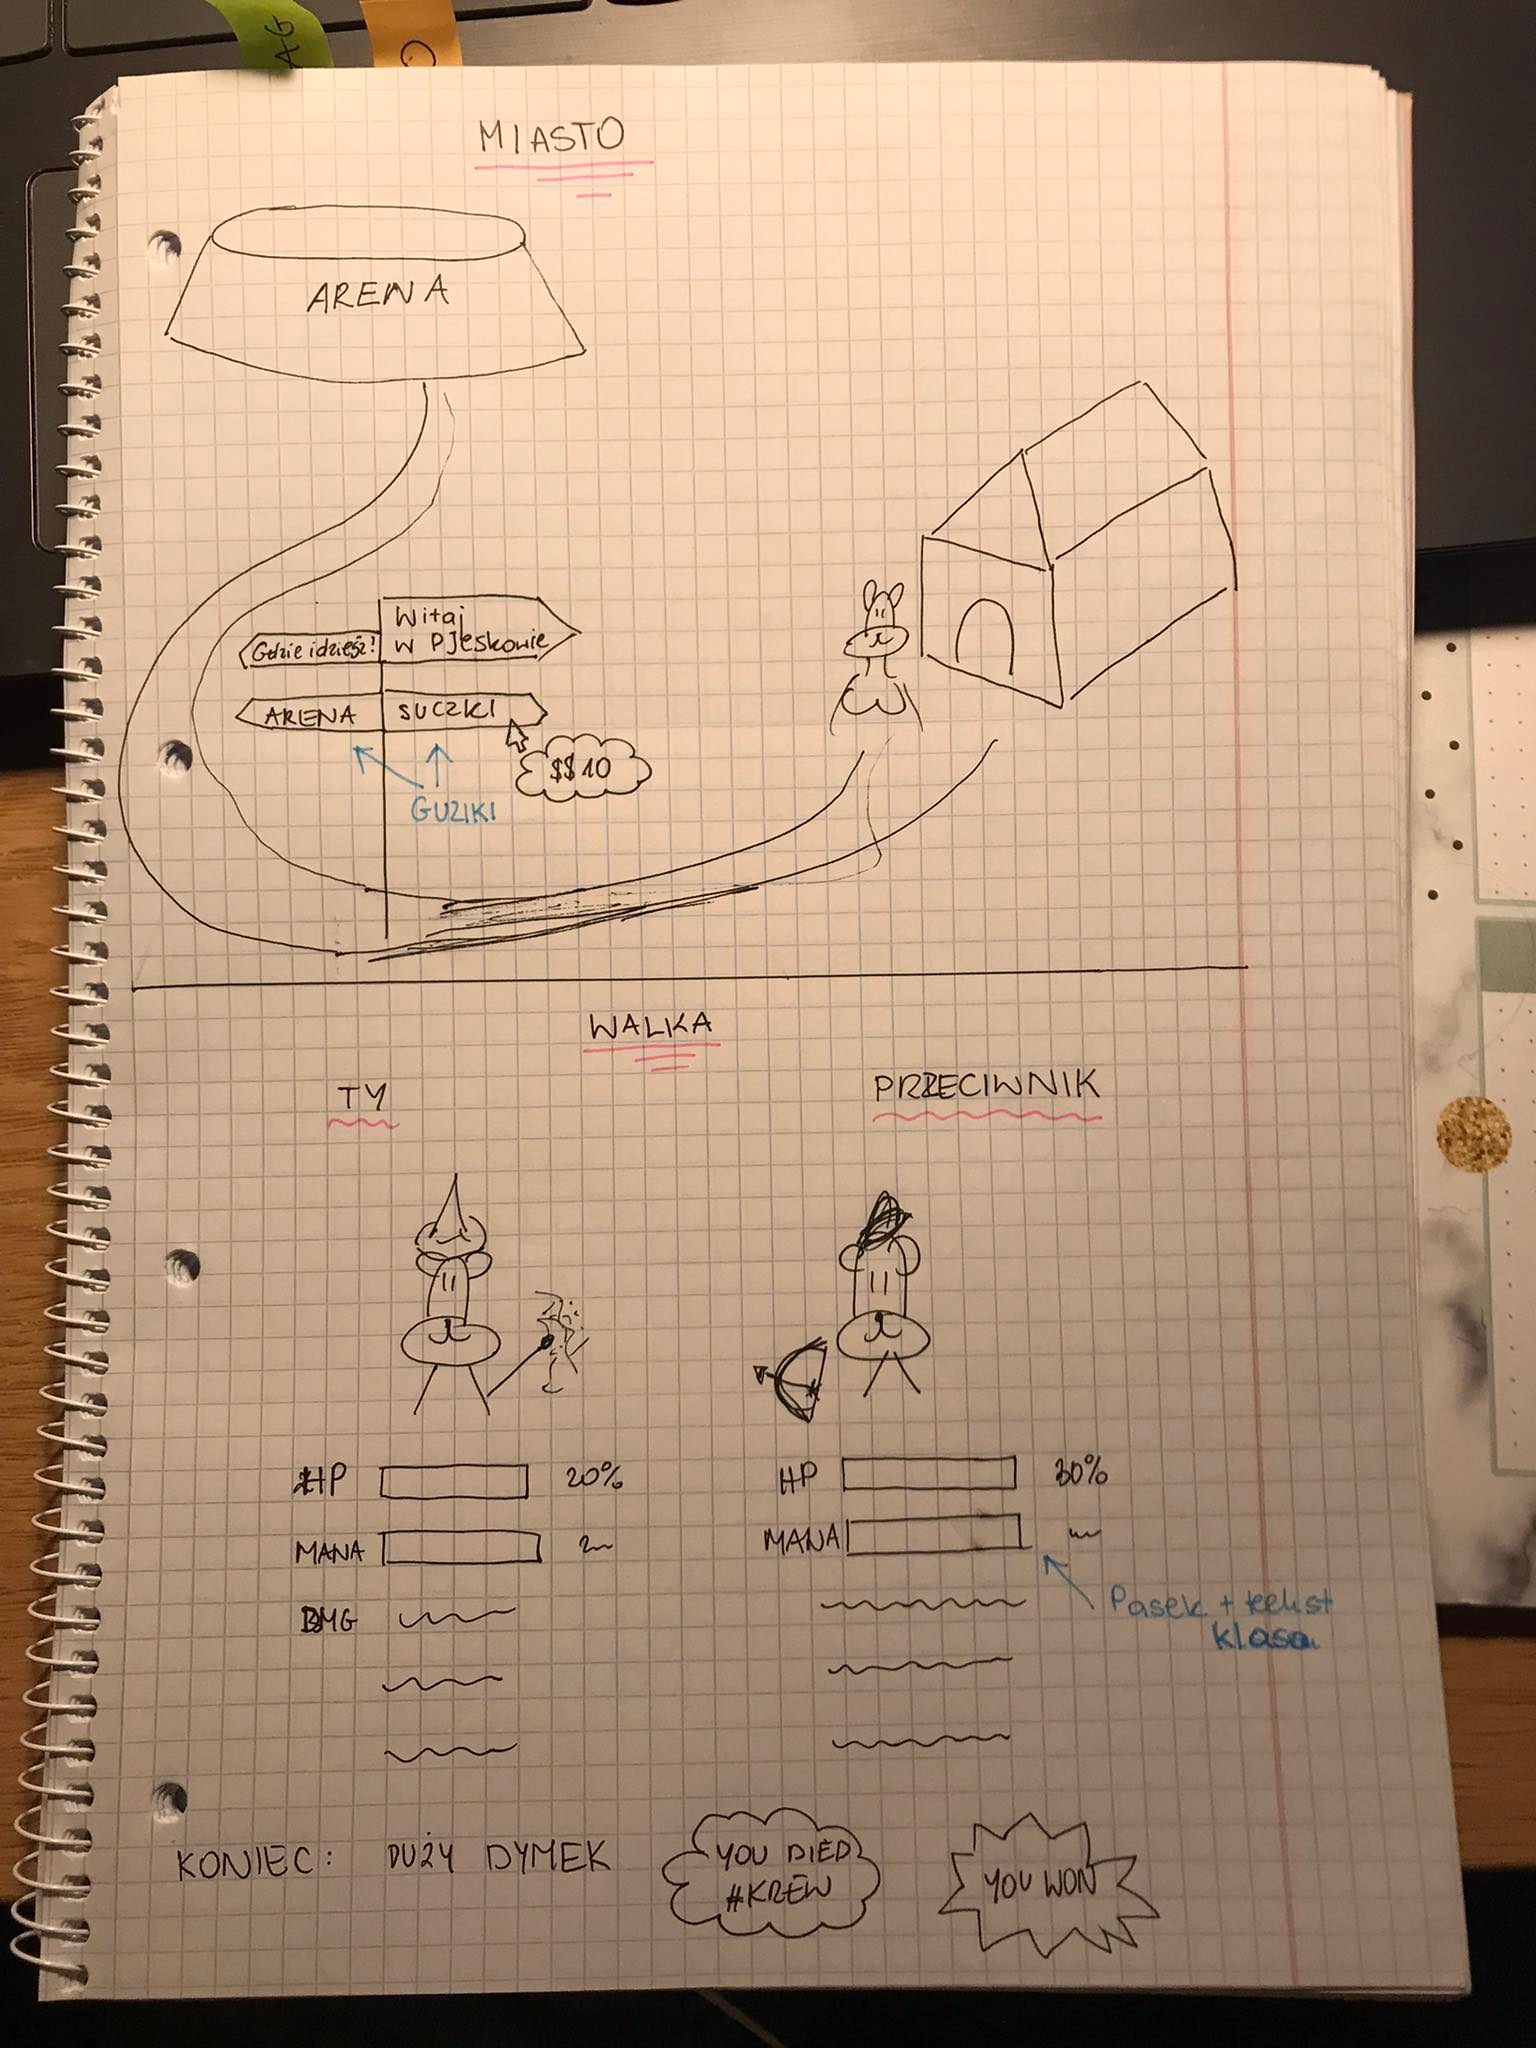 AG
O
MIASTO
ARENA
Witaj
w PJeskowie
Gdzie idziesz!
ARENA
SUCZKI
$$10
GUZIKI
WALKA
TY
PRZECIWNIK
HP 20%
HP 30%
MANA
MANA
DMG
Pasek + tekst
klasa
KONIEC: DUŻY DYMEK
YOU DIED
#KREW
YOU WON